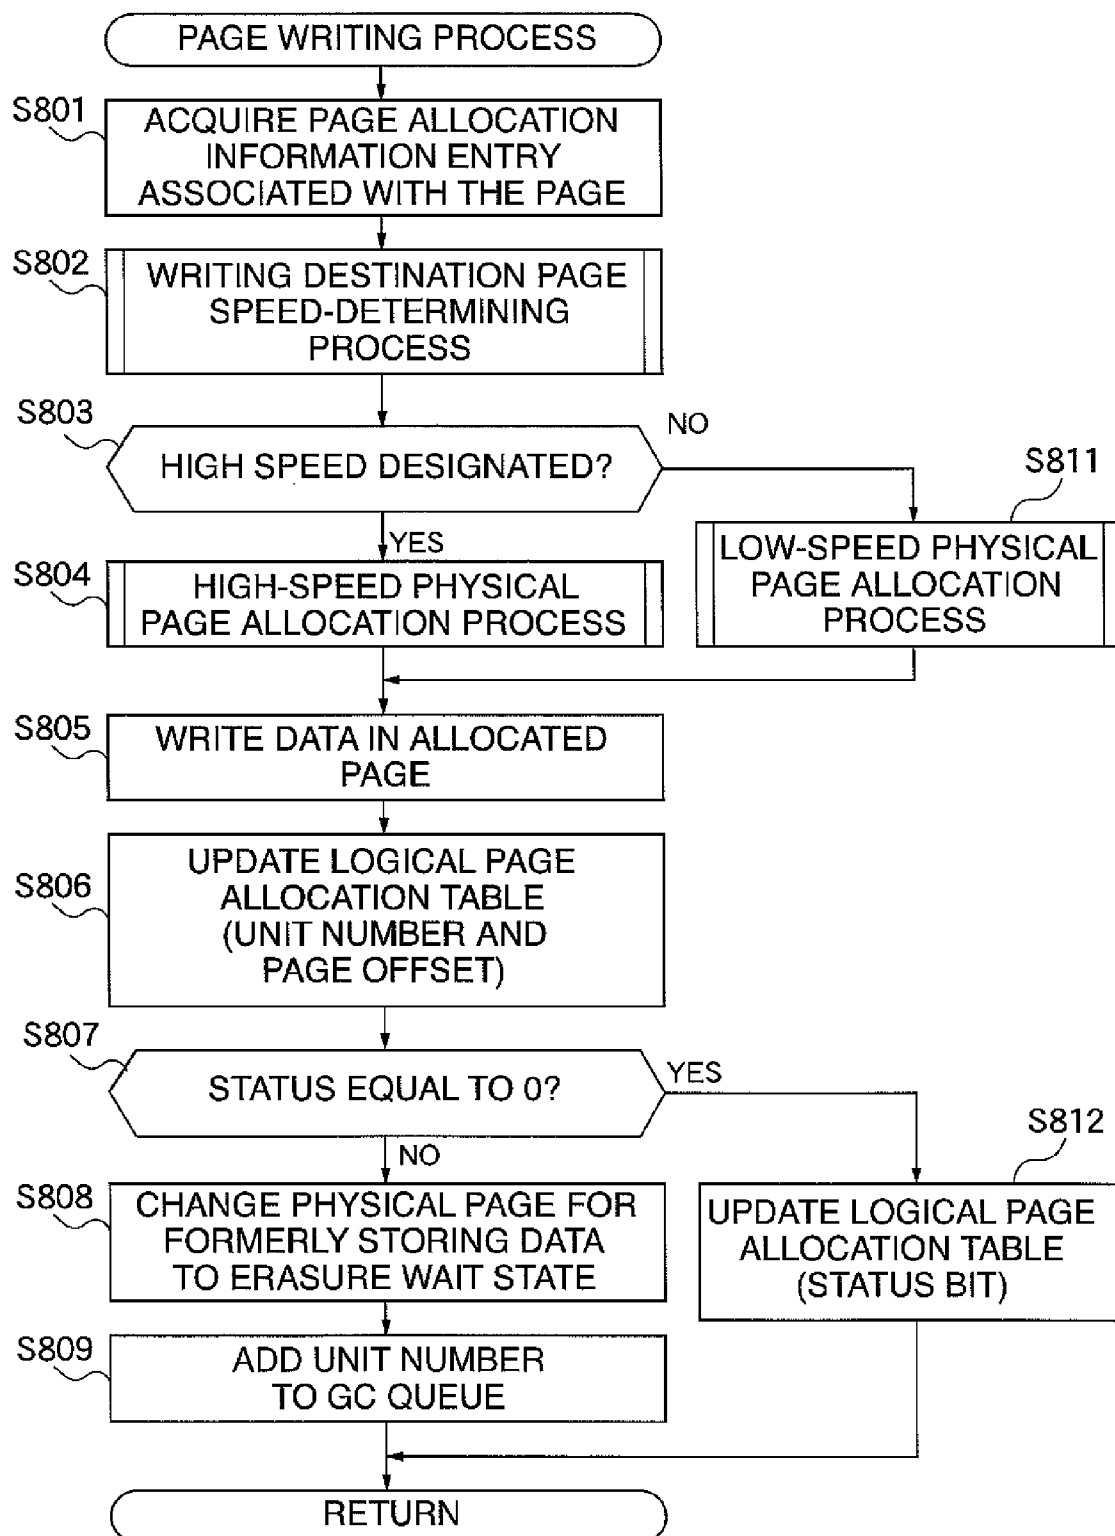 PAGE WRITING PROCESS
S801
ACQUIRE PAGE ALLOCATION
INFORMATION ENTRY
ASSOCIATED WITH THE PAGE
S802
WRITING DESTINATION PAGE
SPEED-DETERMINING
PROCESS
S803
HIGH SPEED DESIGNATED?
NO
YES
S811
LOW-SPEED PHYSICAL
PAGE ALLOCATION
PROCESS
S804
HIGH-SPEED PHYSICAL
PAGE ALLOCATION PROCESS
S805
WRITE DATA IN ALLOCATED
PAGE
S806
UPDATE LOGICAL PAGE
ALLOCATION TABLE
(UNIT NUMBER AND
PAGE OFFSET)
S807
STATUS EQUAL TO 0?
YES
NO
S812
UPDATE LOGICAL PAGE
ALLOCATION TABLE
(STATUS BIT)
S808
CHANGE PHYSICAL PAGE FOR
FORMERLY STORING DATA
TO ERASURE WAIT STATE
S809
ADD UNIT NUMBER
TO GC QUEUE
RETURN